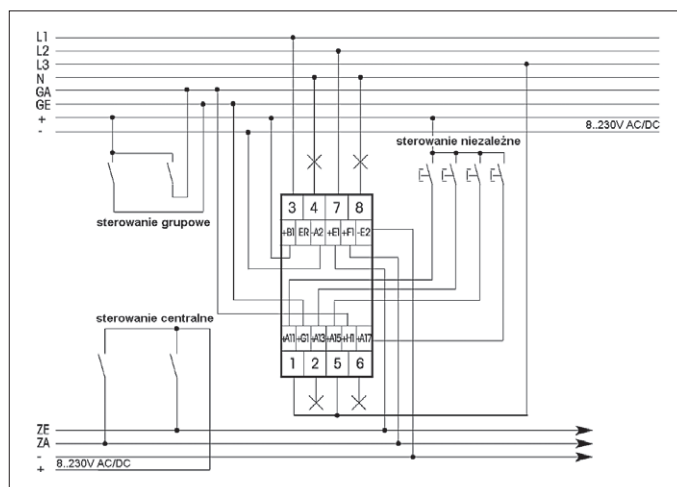 L1
L2
L3
N
GA
GE
+
-
8..230V AC/DC
sterowanie niezależne
3 4 7 8
+B1 ER -A2 +E1 +F1 -E2
sterowanie grupowe
sterowanie centralne
+A11 +G1 +A13 +A15 +H1 +A17
1 2 5 6
ZE
ZA
-
8..230V AC/DC
+